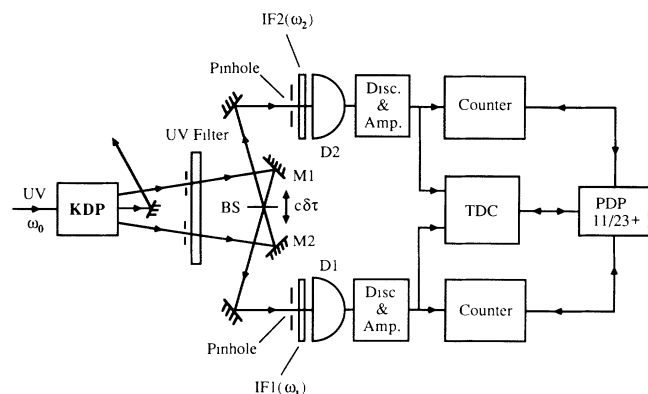 IF2(ω₂)
Pinhole
UV Filter
D2
Disc.
&
Amp.
Counter
UV
ω₀
KDP
M1
BS
cδτ
M2
TDC
PDP
11/23+
D1
Disc
&
Amp.
Counter
Pinhole
IF1(ω₁)